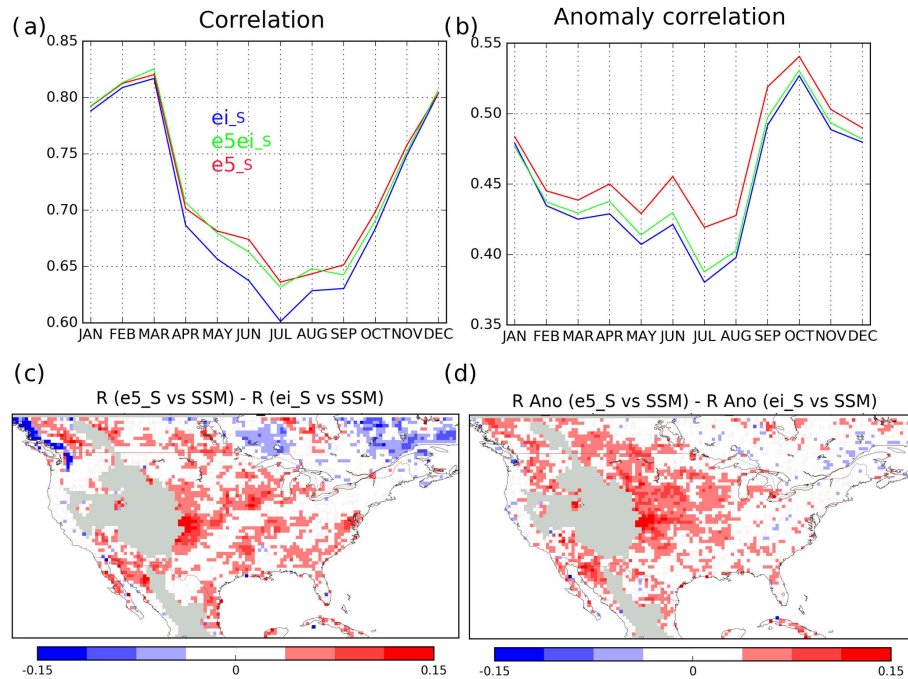 (a) Correlation
0.85
0.80
0.75
0.70
0.65
0.60
ei_S
e5ei_S
e5_S
JAN FEB MAR APR MAY JUN JUL AUG SEP OCT NOV DEC
(b) Anomaly correlation
0.55
0.50
0.45
0.40
0.35
JAN FEB MAR APR MAY JUN JUL AUG SEP OCT NOV DEC
(c)
R (e5_S vs SSM) - R (ei_S vs SSM)
-0.15 0 0.15
(d)
R Ano (e5_S vs SSM) - R Ano (ei_S vs SSM)
-0.15 0 0.15